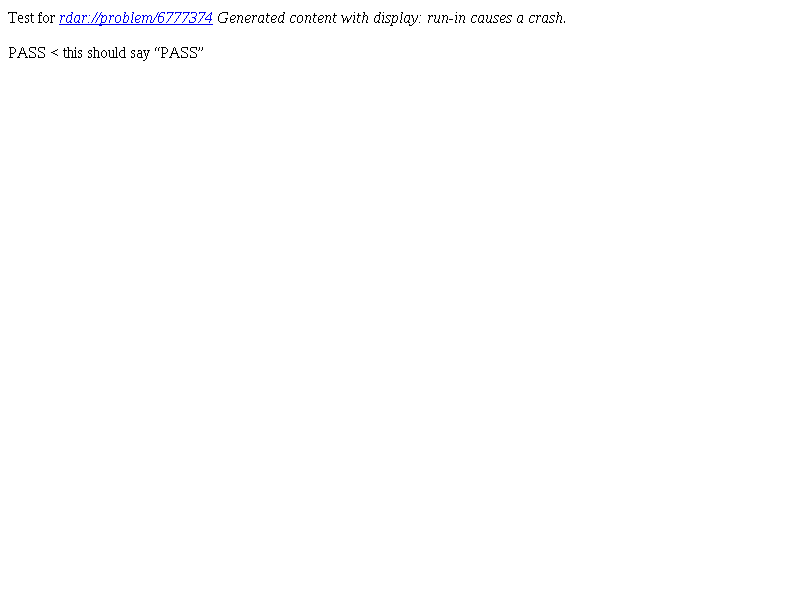 Test for rdar://problem/6777374 Generated content with display: run-in causes a crash.
PASS < this should say “PASS”